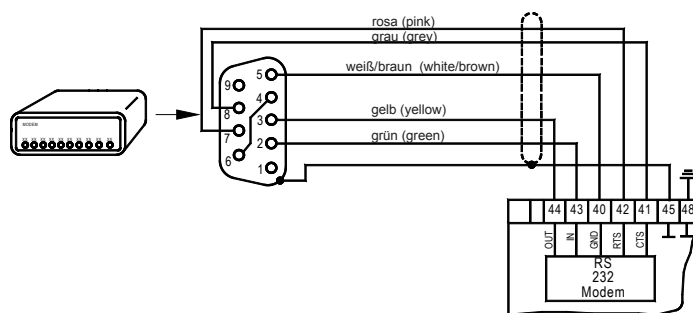 rosa (pink)
grau (grey)
weiß/braun (white/brown)
gelb (yellow)
grün (green)
MODEM
9
8
7
6
5
4
3
2
1
44 43 40 42 41 45 48
OUT IN GND RTS CTS
RS
232
Modem